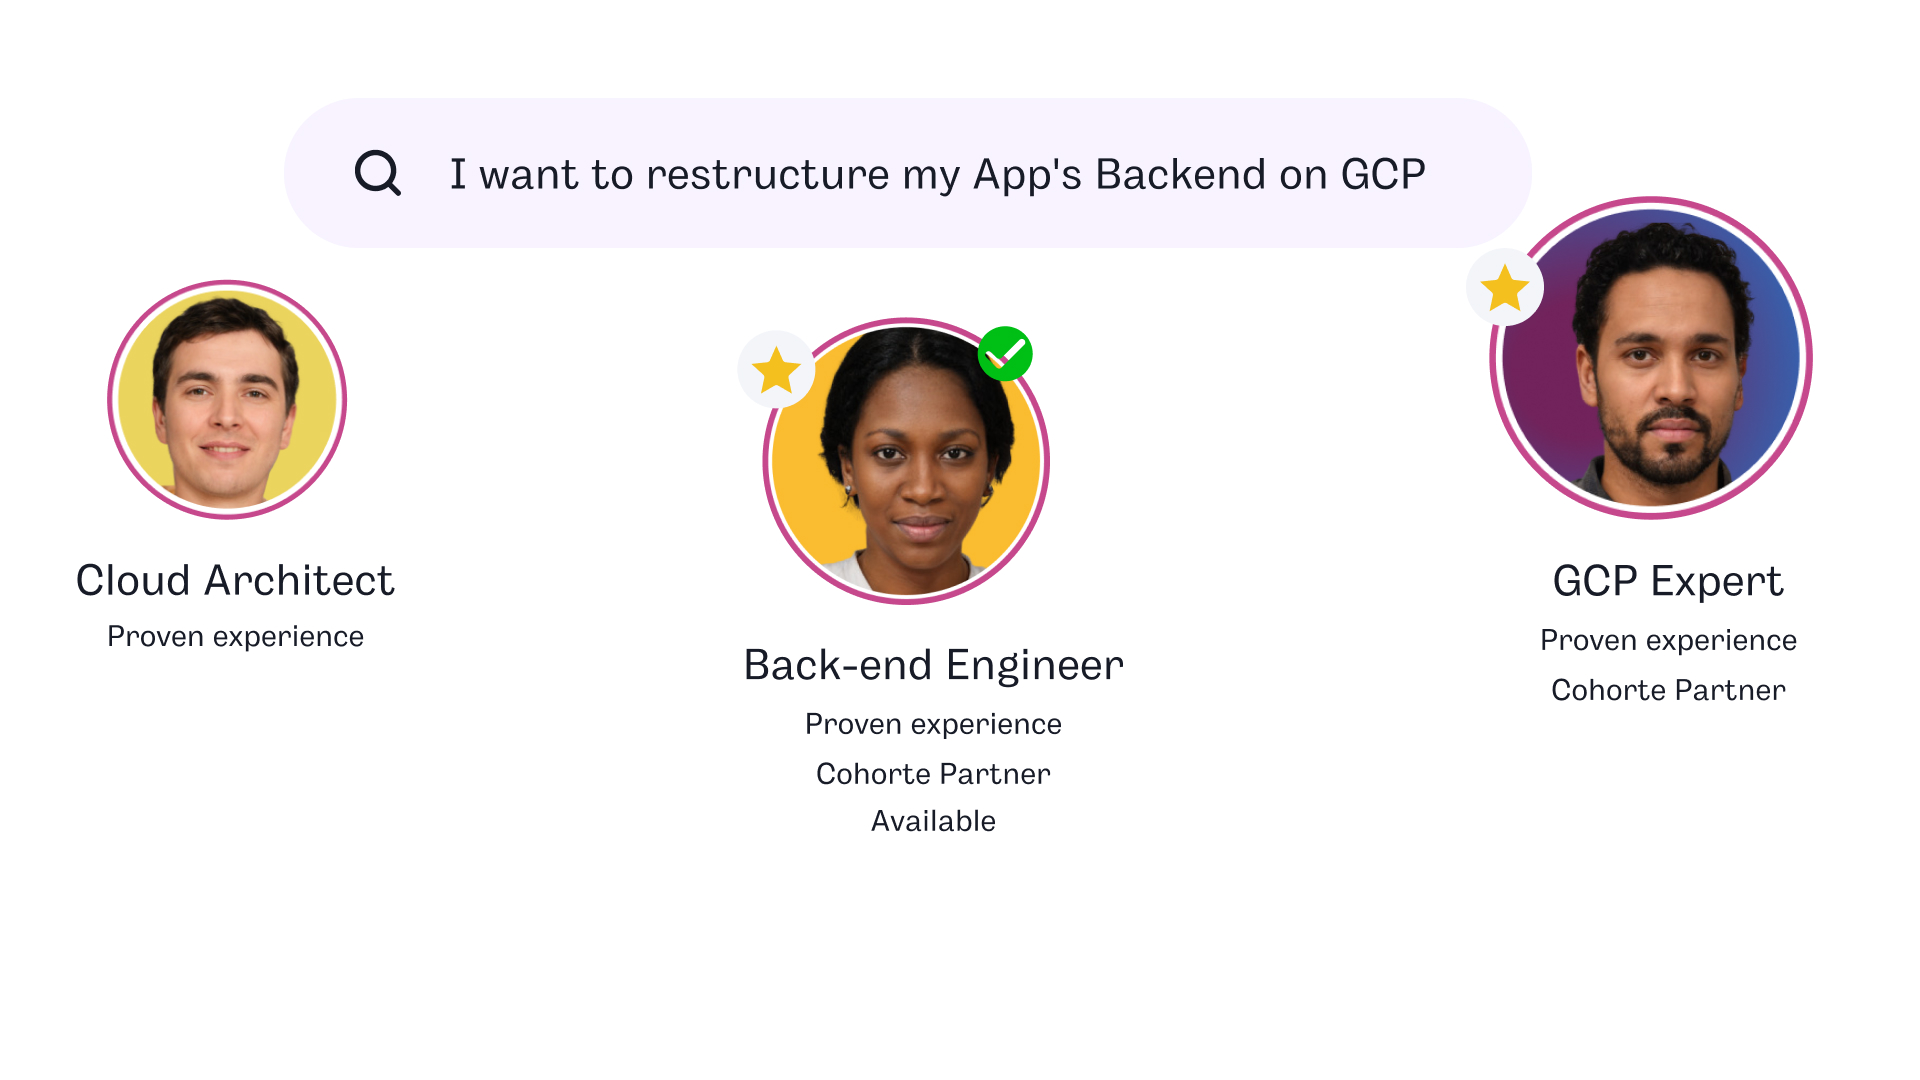 I want to restructure my App's Backend on GCP
Cloud Architect
Proven experience
Back-end Engineer
Proven experience
Cohorte Partner
Available
GCP Expert
Proven experience
Cohorte Partner